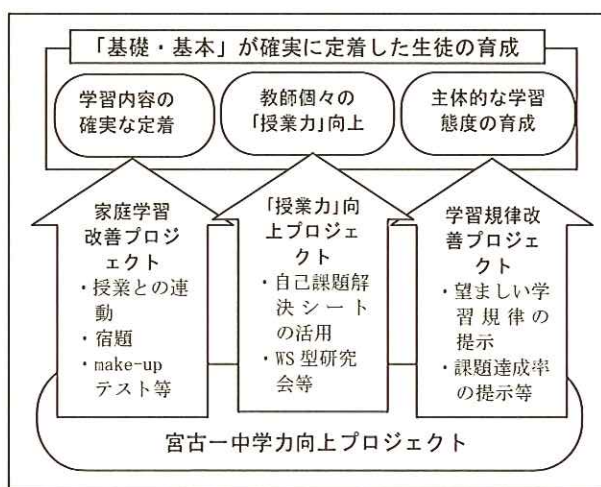 「基礎・基本」が確実に定着した生徒の育成
学習内容の
確実な定着
教師個々の
「授業力」向上
主体的な学習
態度の育成
家庭学習
改善プロジ
ェクト
・授業との連
動
・宿題
・make-up
テスト等
「授業力」向
上プロジェ
クト
・自己課題解
決シート
の活用
・WS型研究
会等
学習規律改
善プロジェ
クト
・望ましい学
習規律の
提示
・課題達成率
の提示等
宮古一中学力向上プロジェクト